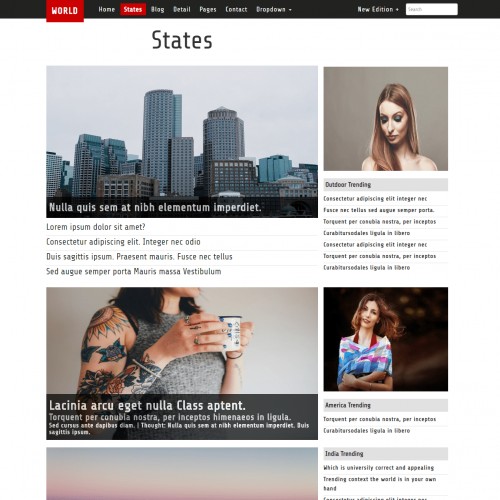 WORLD Home States Blog Detail Pages Contact Dropdown New Edition + Search
States
Nulla quis sem at nibh elementum imperdiet.
Lorem ipsum dolor sit amet?
Consectetur adipiscing elit. Integer nec odio
Duis sagittis ipsum. Praesent mauris. Fusce nec tellus
Sed augue semper porta Mauris massa Vestibulum
Outdoor Trending
Consectetur adipiscing elit integer nec
Fusce nec tellus sed augue semper porta.
Torquent per conubia nostra, per inceptos
Curabitursodales ligula in libero
Consectetur adipiscing elit integer nec
Torquent per conubia nostra, per inceptos
Curabitursodales ligula in libero
Lacinia arcu eget nulla Class aptent.
Torquent per conubia nostra, per inceptos himenaeos in ligula.
Sed cursus ante dapibus diam. | Thought: Nulla quis sem at nibh elementum imperdiet. Duis
sagittis ipsum.
America Trending
Torquent per conubia nostra, per inceptos
Curabitursodales ligula in libero
India Trending
Which is universily correct and appealing
Trending context the world is in your own
hand
Consectetur adipiscing elit integer nec